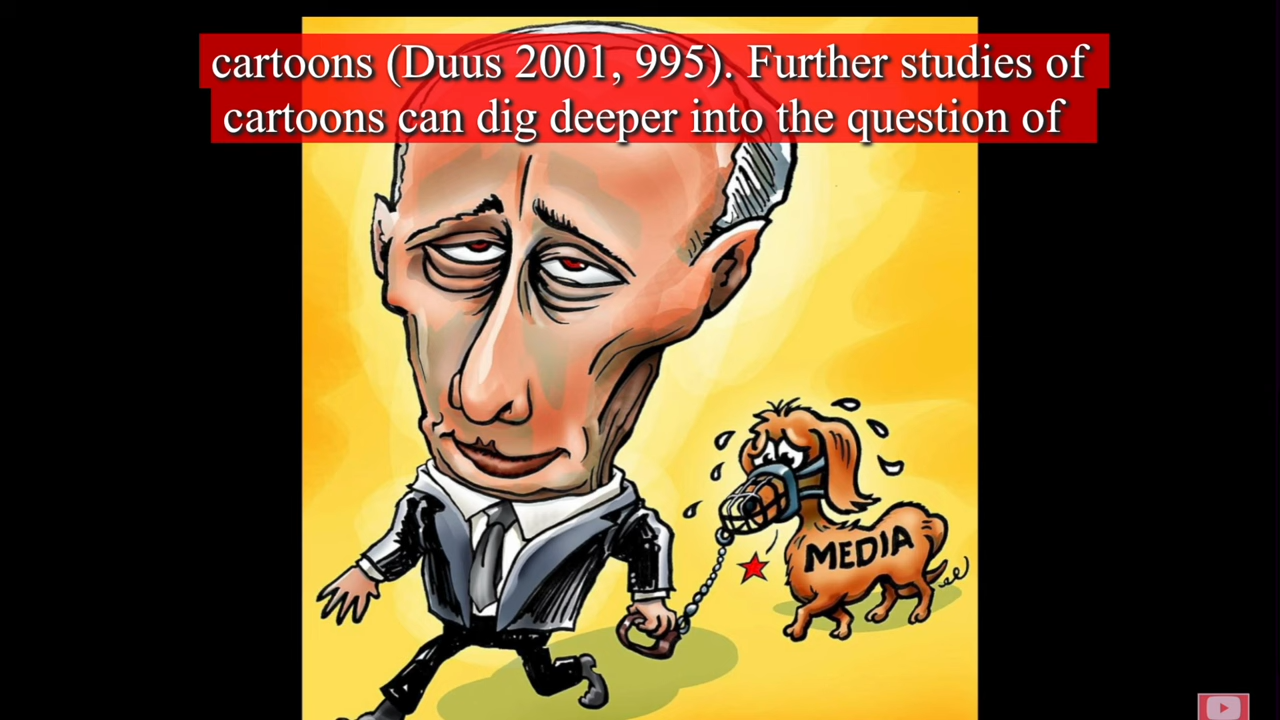 cartoons (Duus 2001, 995). Further studies of
cartoons can dig deeper into the question of
MEDIA